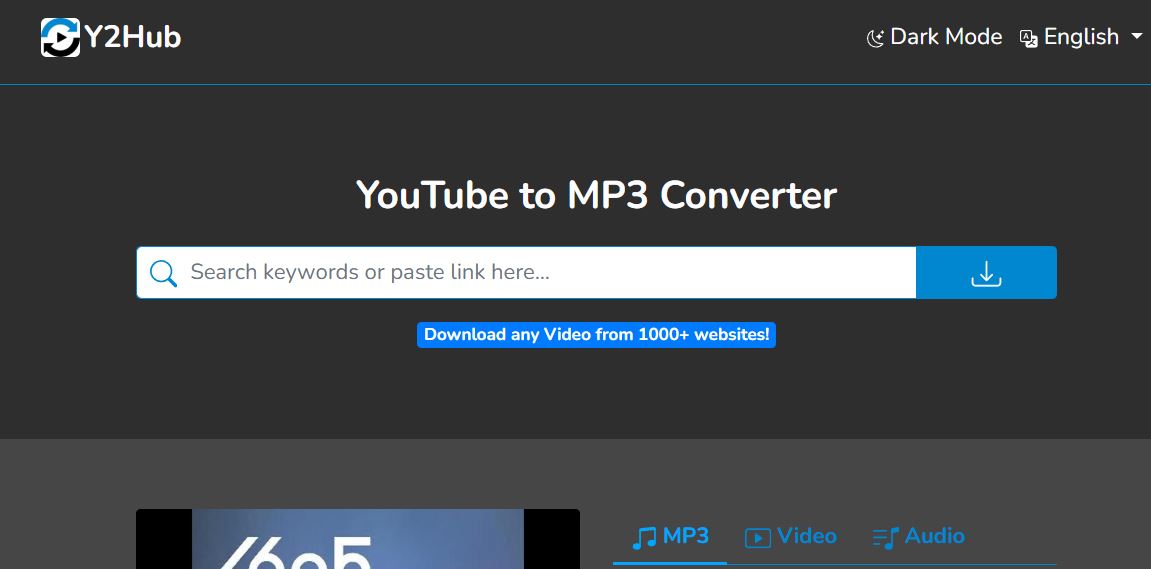 Y2Hub
Dark Mode
English
YouTube to MP3 Converter
Search keywords or paste link here...
Download any Video from 1000+ websites!
MP3
Video
Audio